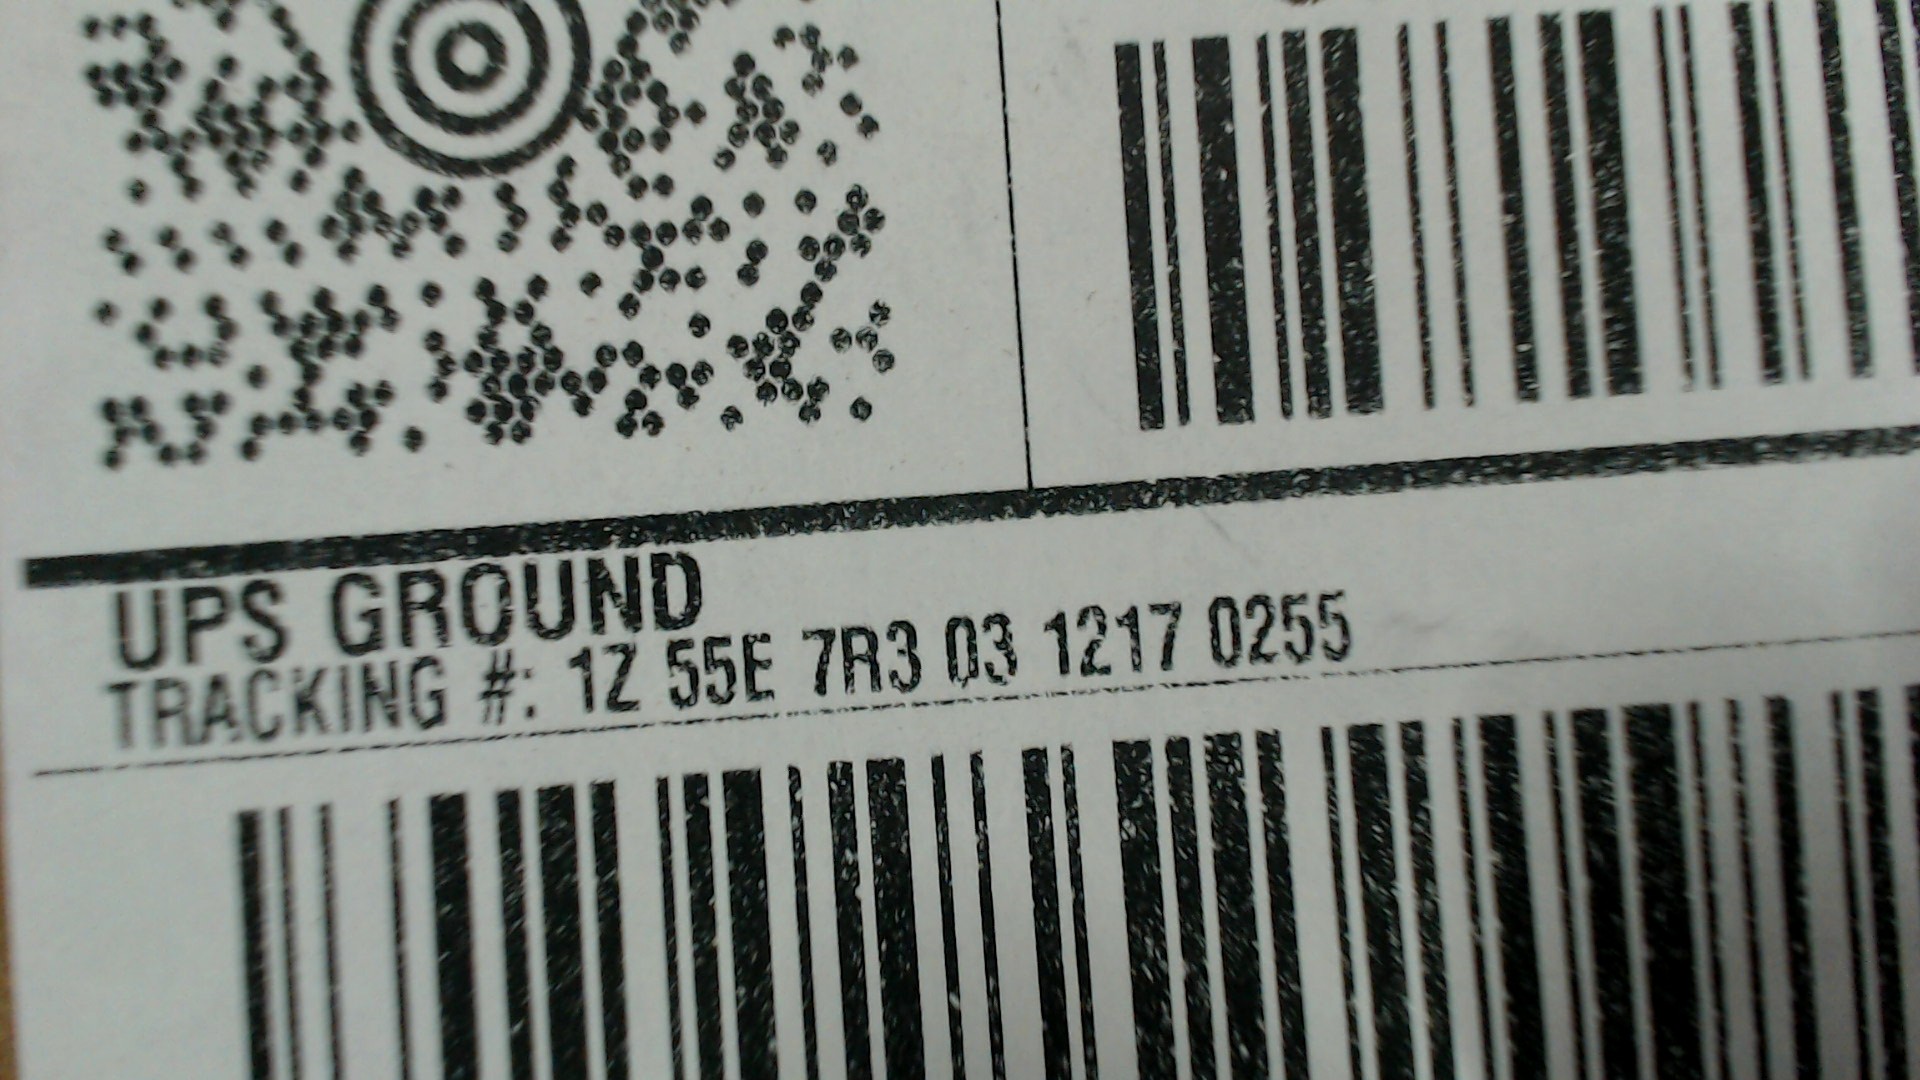 UPS GROUND
TRACKING #: 1Z 55E 7R3 03 1217 0255